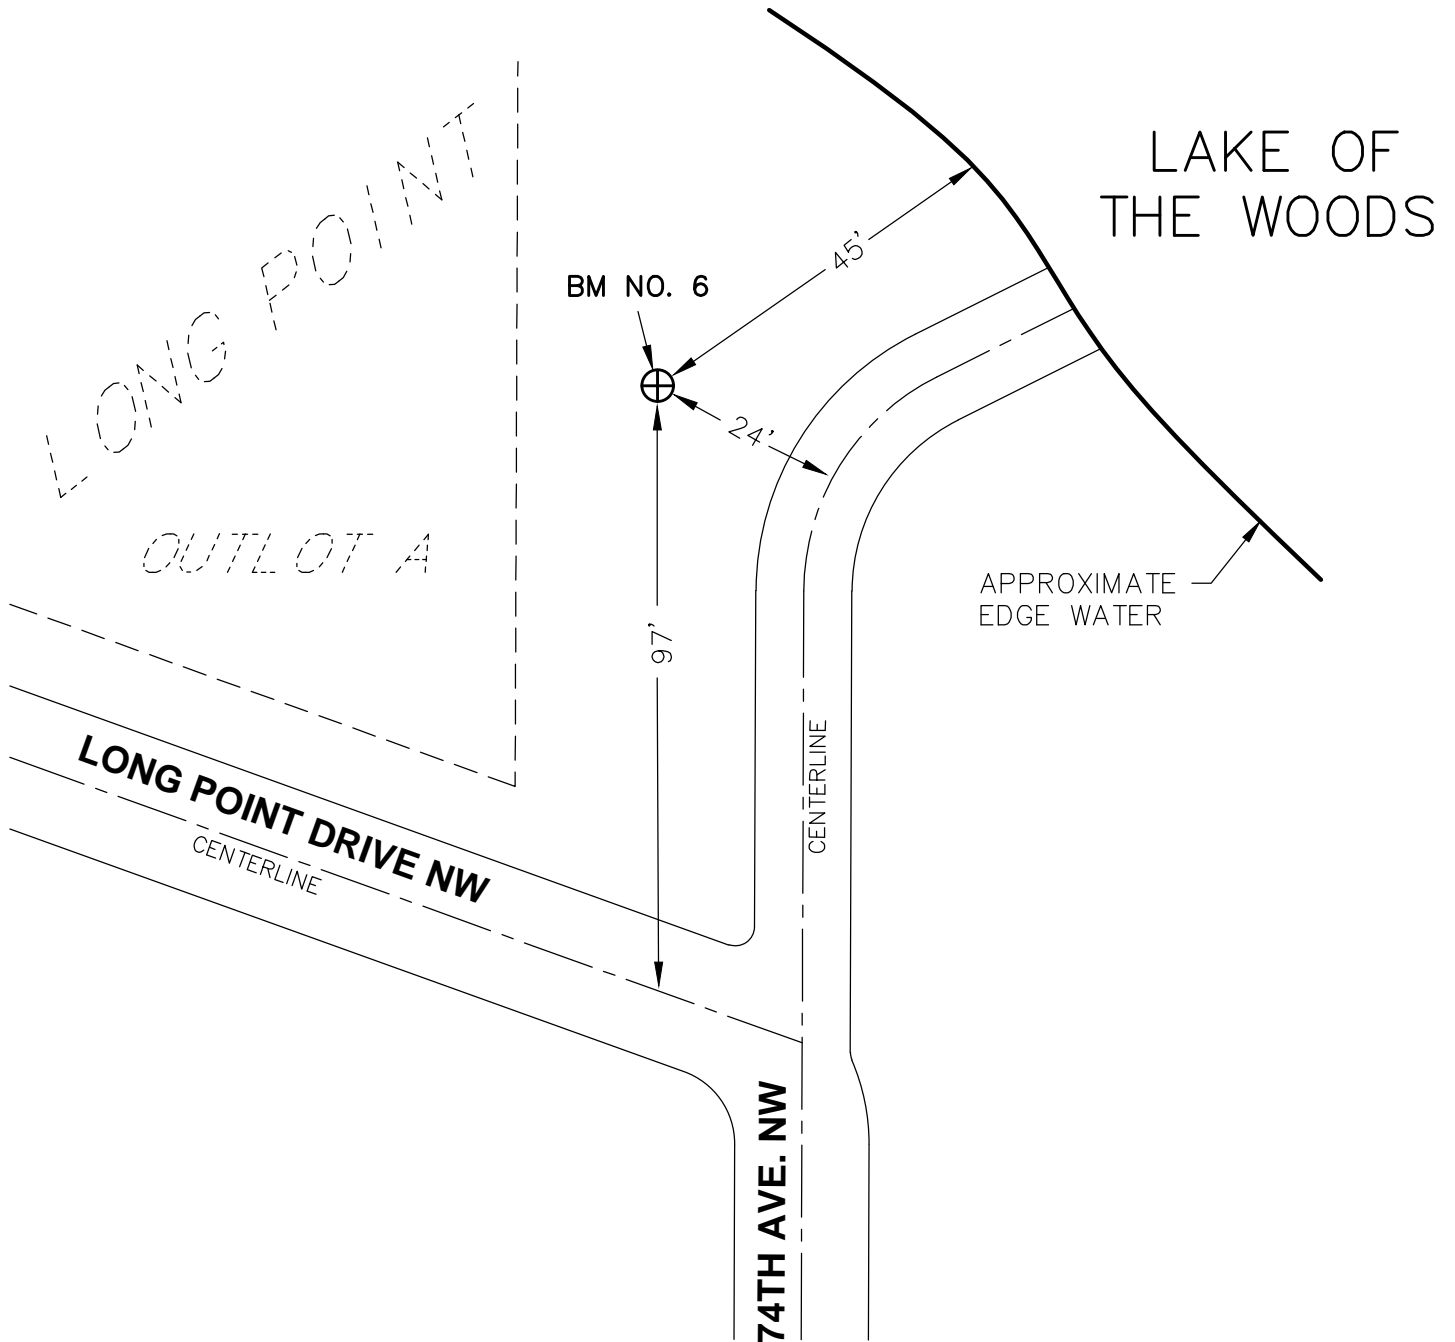 LAKE OF
THE WOODS
LONG POINT
45'
BM NO. 6
24'
OUTLOT A
APPROXIMATE
EDGE WATER
97'
CENTERLINE
LONG POINT DRIVE NW
CENTERLINE
74TH AVE. NW